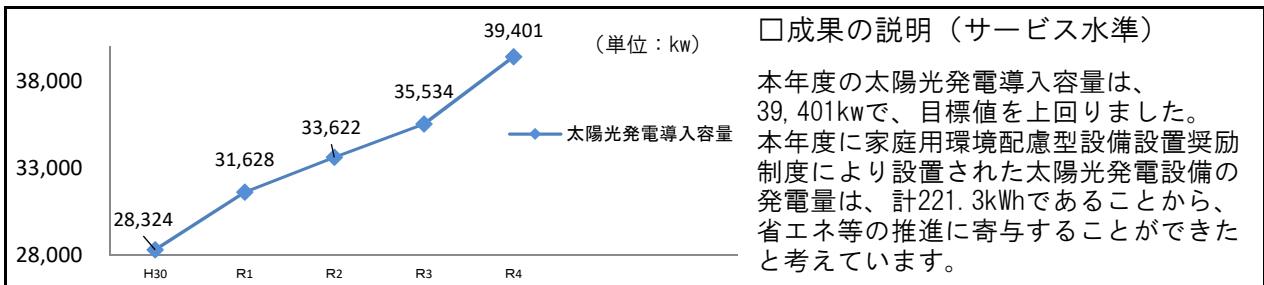 39,401
（単位：kw）
38,000
35,534
33,622
太陽光発電導入容量
31,628
33,000
28,324
28,000
H30 R1 R2 R3 R4
□成果の説明（サービス水準）
本年度の太陽光発電導入容量は、
39,401kwで、目標値を上回りました。
本年度に家庭用環境配慮型設備設置奨励
制度により設置された太陽光発電設備の
発電量は、計221.3kWhであることから、
省エネ等の推進に寄与することができた
と考えています。